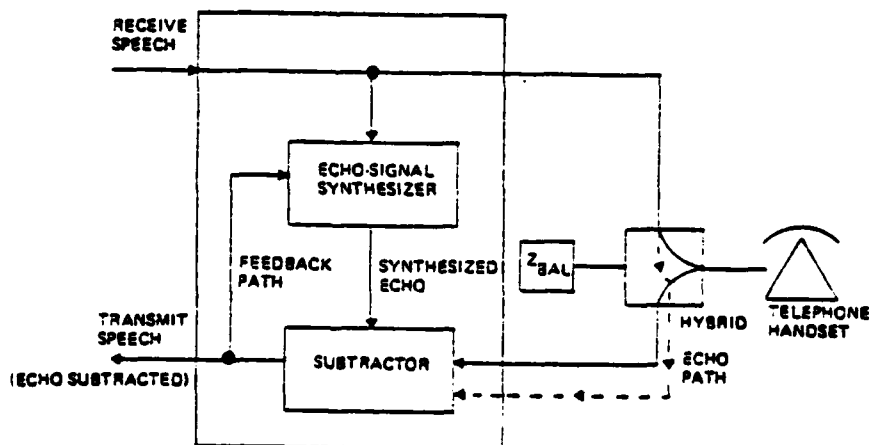 RECEIVE
SPEECH
ECHO-SIGNAL
SYNTHESIZER
FEEDBACK
PATH
SYNTHESIZED
ECHO
Z BAL
HYBRID
TELEPHONE
HANDSET
TRANSMIT
SPEECH
(ECHO SUBTRACTED)
SUBTRACTOR
ECHO
PATH